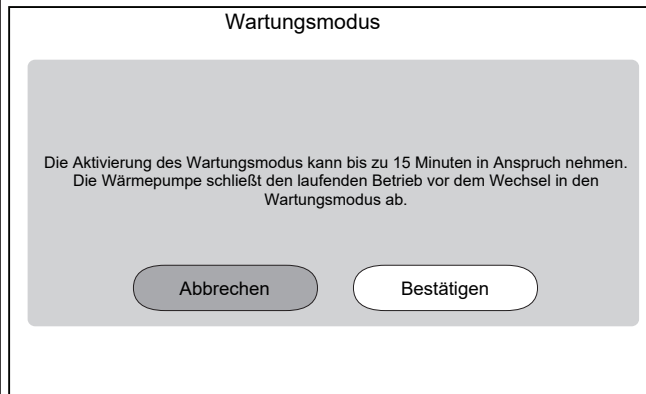 Wartungsmodus
Die Aktivierung des Wartungsmodus kann bis zu 15 Minuten in Anspruch nehmen.
Die Wärmepumpe schließt den laufenden Betrieb vor dem Wechsel in den
Wartungsmodus ab.
Abbrechen
Bestätigen